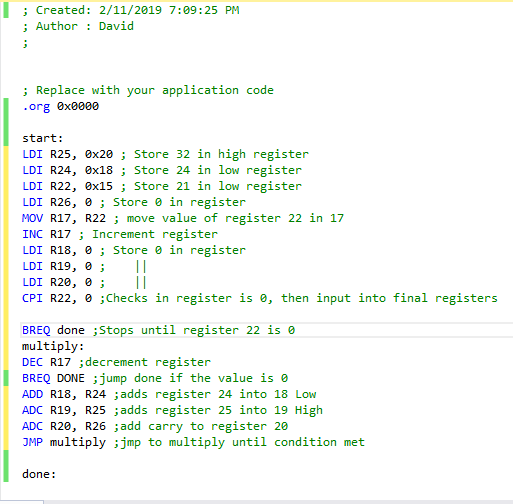 ; Created: 2/11/2019 7:09:25 PM
; Author : David
;
; Replace with your application code
.org 0x0000
start:
LDI R25, 0x20 ; Store 32 in high register
LDI R24, 0x18 ; Store 24 in low register
LDI R22, 0x15 ; Store 21 in low register
LDI R26, 0 ; Store 0 in register
MOV R17, R22 ; move value of register 22 in 17
INC R17 ; Increment register
LDI R18, 0 ; Store 0 in register
LDI R19, 0 ;    ||
LDI R20, 0 ;    ||
CPI R22, 0 ;Checks in register is 0, then input into final registers
BREQ done ;Stops until register 22 is 0
multiply:
DEC R17 ;decrement register
BREQ DONE ;jump done if the value is 0
ADD R18, R24 ;adds register 24 into 18 Low
ADC R19, R25 ;adds register 25 into 19 High
ADC R20, R26 ;add carry to register 20
JMP multiply ;jmp to multiply until condition met
done: